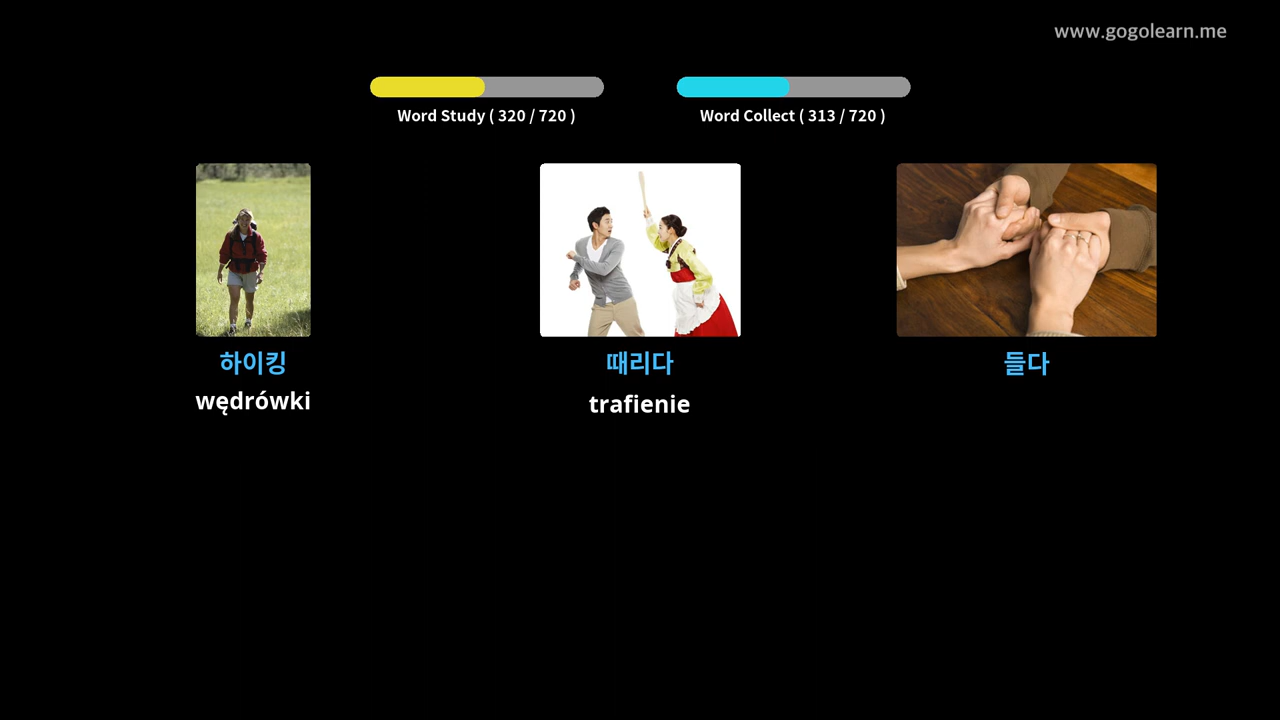 www.gogolearn.me
Word Study ( 320 / 720 )
Word Collect ( 313 / 720 )
하이킹
때리다
들다
wędrówki
trafienie